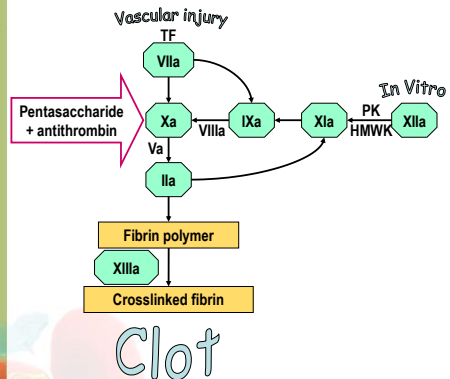 Vascular injury
TF
VIIa
In Vitro
Pentasaccharide
+ antithrombin
Xa
VIIIa
IXa
XIa
PK
HMWK
XIIa
Va
IIa
Fibrin polymer
XIIIa
Crosslinked fibrin
Clot